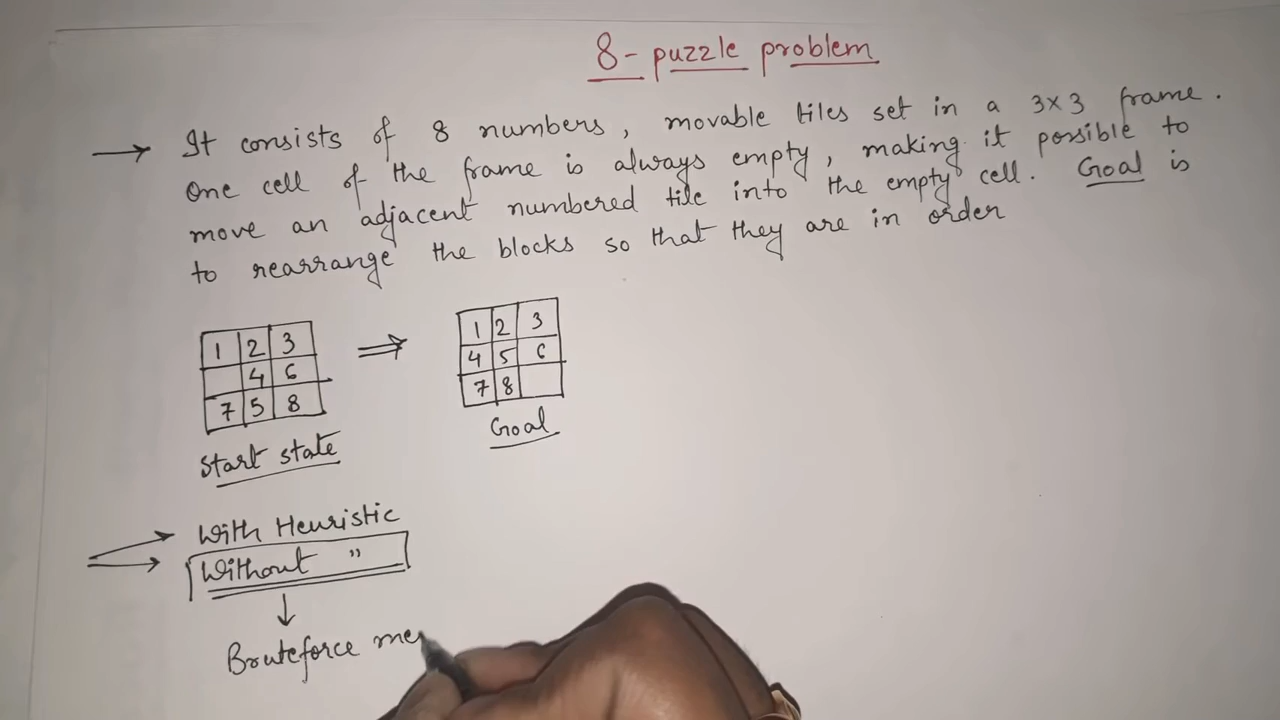 8-puzzle problem
→ It consists of 8 numbers, movable tiles set in a 3×3 frame.
One cell of the frame is always empty, making it possible to
move an adjacent numbered tile into the empty cell. Goal is
to rearrange the blocks so that they are in order
1 2 3
4 6
7 5 8
Start state
⇒
1 2 3
4 5 6
7 8
Goal
With Heuristic
Without "
↓
Bruteforce me